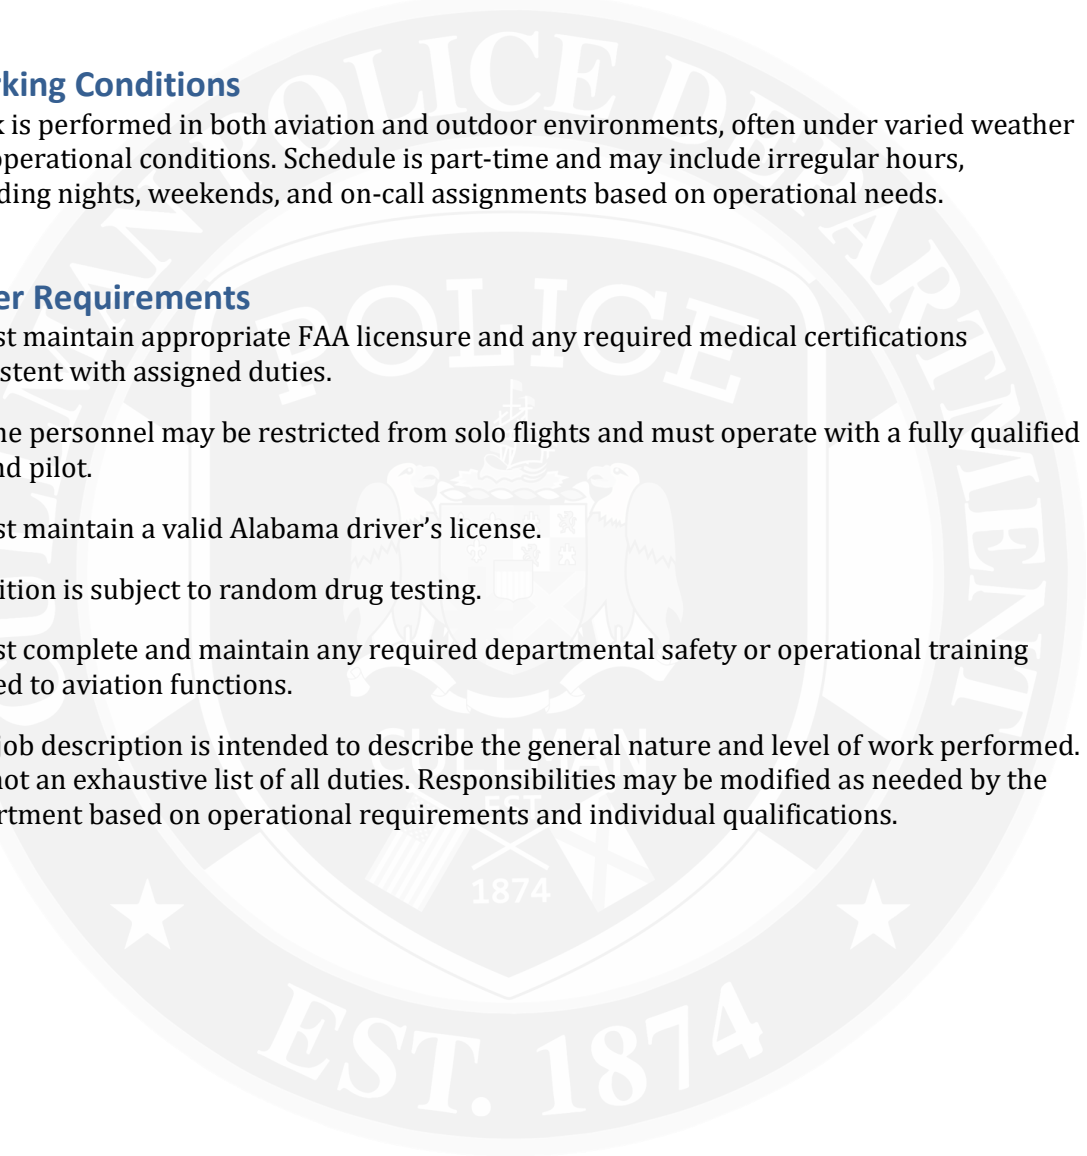 rking Conditions
k is performed in both aviation and outdoor environments, often under varied weather
operational conditions. Schedule is part-time and may include irregular hours,
ding nights, weekends, and on-call assignments based on operational needs.
er Requirements
st maintain appropriate FAA licensure and any required medical certifications
istent with assigned duties.
ne personnel may be restricted from solo flights and must operate with a fully qualified
nd pilot.
st maintain a valid Alabama driver’s license.
ition is subject to random drug testing.
st complete and maintain any required departmental safety or operational training
ed to aviation functions.
job description is intended to describe the general nature and level of work performed.
not an exhaustive list of all duties. Responsibilities may be modified as needed by the
rtment based on operational requirements and individual qualifications.
CULLMAN POLICE DEPARTMENT
POLICE
CULLMAN
EST.
1874
EST. 1874